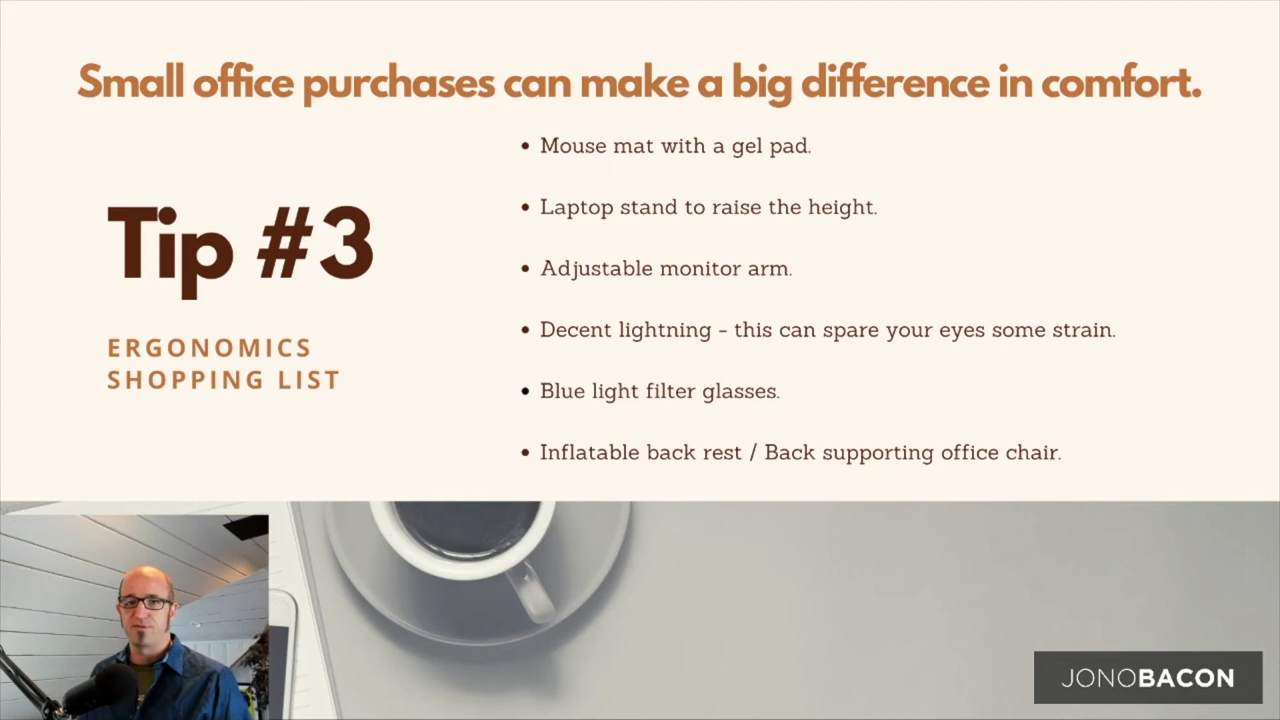 Small office purchases can make a big difference in comfort.
Tip #3
ERGONOMICS
SHOPPING LIST
• Mouse mat with a gel pad.
• Laptop stand to raise the height.
• Adjustable monitor arm.
• Decent lightning - this can spare your eyes some strain.
• Blue light filter glasses.
• Inflatable back rest / Back supporting office chair.
JONOBACON